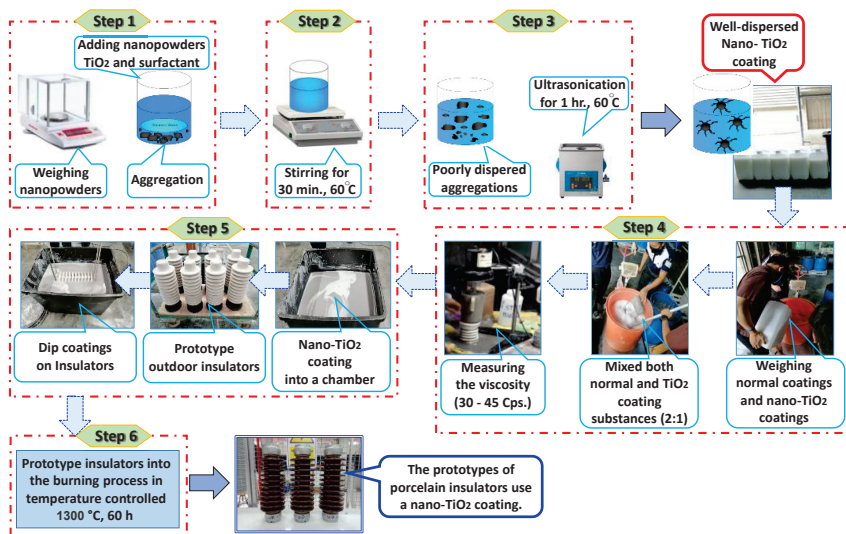 Step 1
Adding nanopowders
TiO2 and surfactant
Weighing
nanopowders
Aggregation
Step 2
Stirring for
30 min., 60°C
Step 3
Ultrasonication
for 1 hr., 60°C
Poorly dispered
aggregations
Well-dispersed
Nano- TiO2
coating
Step 4
Weighing
normal coatings
and nano-TiO2
coatings
Mixed both
normal and TiO2
coating
substances (2:1)
Measuring
the viscosity
(30 - 45 Cps.)
Step 5
Nano-TiO2
coating
into a chamber
Prototype
outdoor insulators
Dip coatings
on Insulators
Step 6
Prototype insulators into
the burning process in
temperature controlled
1300 °C, 60 h
The prototypes of
porcelain insulators use
a nano-TiO2 coating.